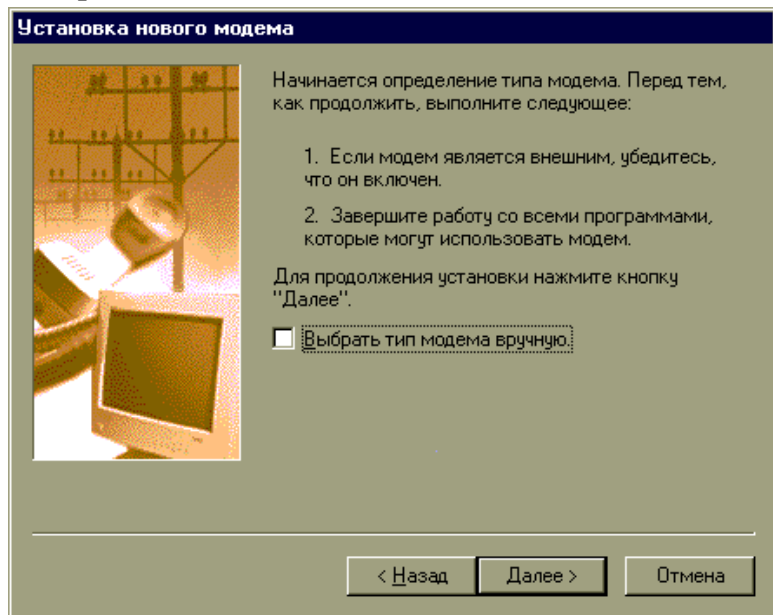 Установка нового модема
Начинается определение типа модема. Перед тем,
как продолжить, выполните следующее:
1. Если модем является внешним, убедитесь,
что он включен.
2. Завершите работу со всеми программами,
которые могут использовать модем.
Для продолжения установки нажмите кнопку
"Далее".
Выбрать тип модема вручную.
< Назад
Далее >
Отмена